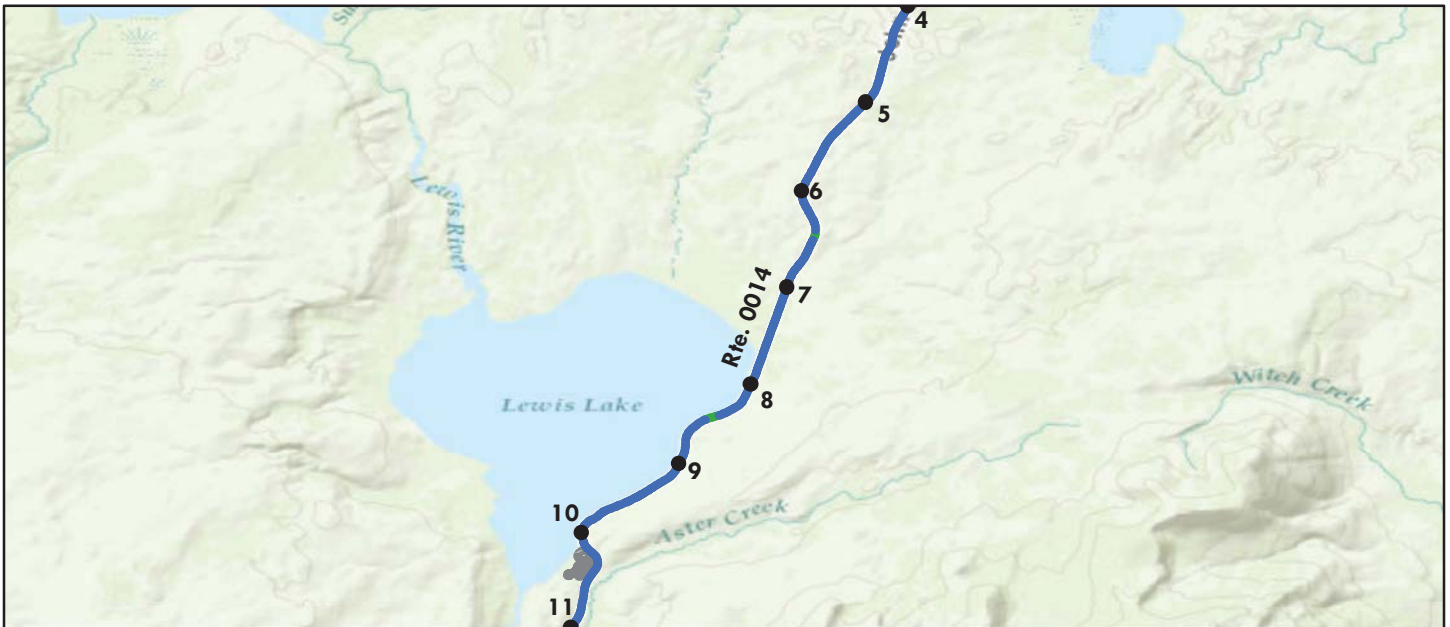 4
5
Lewis River
6
Rte. 0014
7
Witch Creek
8
Lewis Lake
9
10
Aster Creek
11